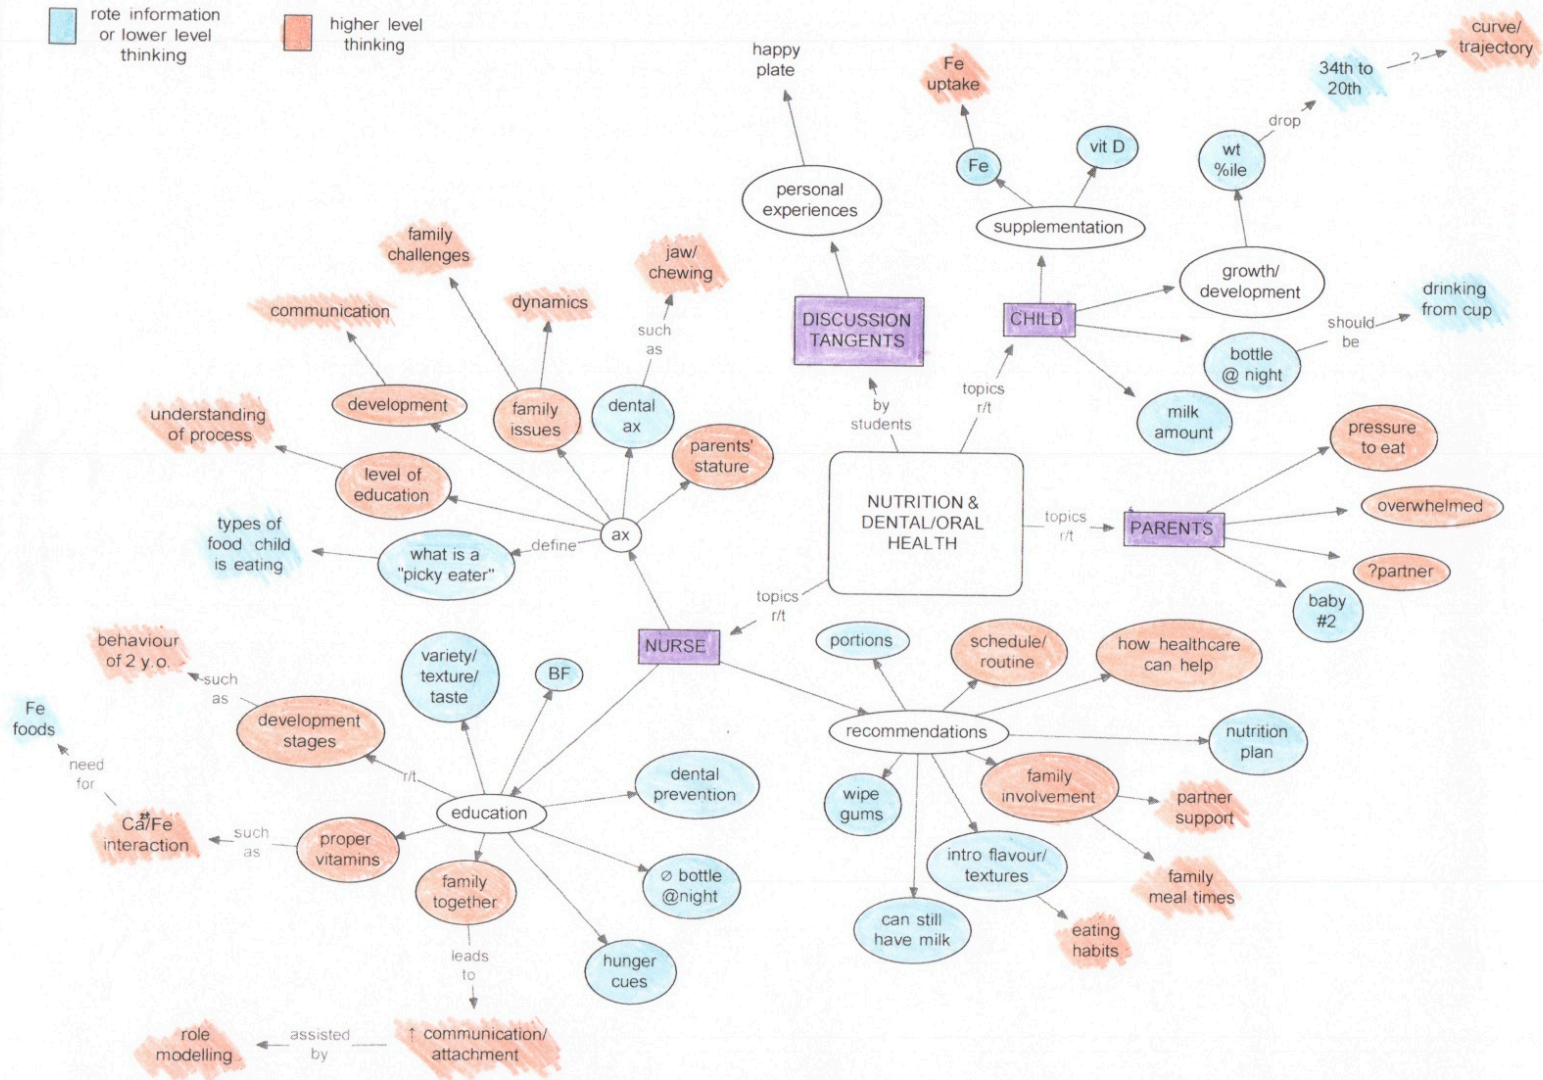 rote information
or lower level
thinking
higher level
thinking
happy
plate
Fe
uptake
34th to
20th
?
curve/
trajectory
drop
Fe
vit D
wt
%ile
personal
experiences
supplementation
growth/
development
family
challenges
jaw/
chewing
communication
dynamics
such
as
DISCUSSION
TANGENTS
CHILD
drinking
from cup
should
be
bottle
@ night
topics
r/t
by
students
milk
amount
understanding
of process
development
family
issues
dental
ax
parents'
stature
level of
education
pressure
to eat
overwhelmed
?partner
baby
#2
NUTRITION &
DENTAL/ORAL
HEALTH
topics
r/t
PARENTS
types of
food child
is eating
what is a
"picky eater"
define
ax
topics
r/t
NURSE
behaviour
of 2 y.o.
such
as
variety/
texture/
taste
BF
portions
schedule/
routine
how healthcare
can help
Fe
foods
need
for
development
stages
r/t
recommendations
nutrition
plan
education
dental
prevention
wipe
gums
family
involvement
partner
support
Ca²⁺/Fe
interaction
such
as
proper
vitamins
family
together
∅ bottle
@night
intro flavour/
textures
family
meal times
can still
have milk
eating
habits
leads
to
hunger
cues
role
modelling
assisted
by
↑ communication/
attachment